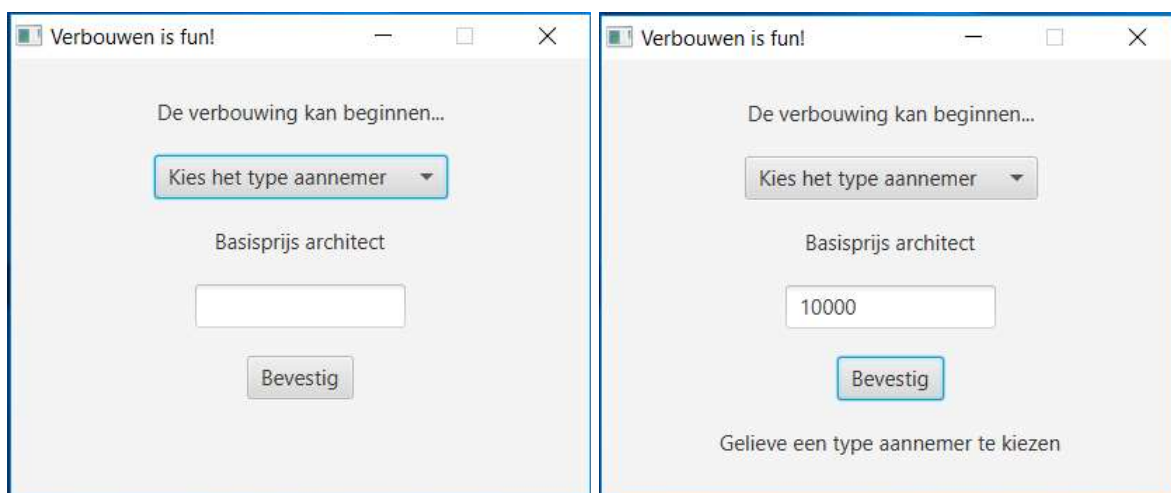 Verbouwen is fun!
De verbouwing kan beginnen...
Kies het type aannemer
Basisprijs architect
Bevestig
Verbouwen is fun!
De verbouwing kan beginnen...
Kies het type aannemer
Basisprijs architect
10000
Bevestig
Gelieve een type aannemer te kiezen